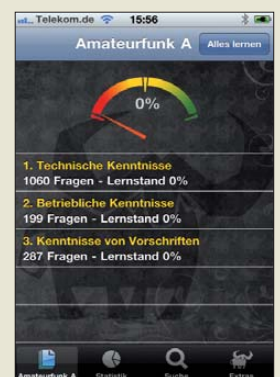 Telekom.de 15:56
Amateurfunk A Alles lernen
0%
1. Technische Kenntnisse
1060 Fragen - Lernstand 0%
2. Betriebliche Kenntnisse
199 Fragen - Lernstand 0%
3. Kenntnisse von Vorschriften
287 Fragen - Lernstand 0%
Amateurfunk A Statistik Suche Extras